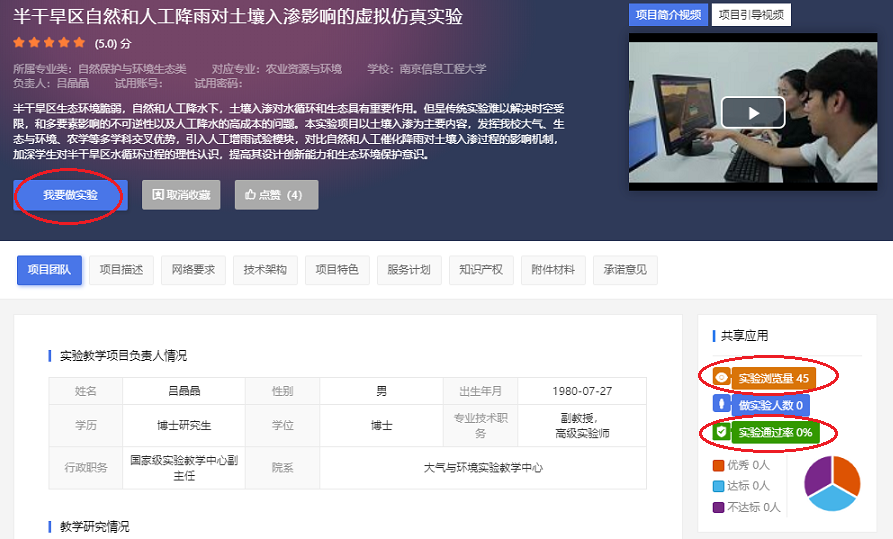 半干旱区自然和人工降雨对土壤入渗影响的虚拟仿真实验
(5.0) 分
所属专业类：自然保护与环境生态类 对应专业：农业资源与环境 学校：南京信息工程大学
负责人：吕晶晶 试用账号： 试用密码：
半干旱区生态环境脆弱，自然和人工降水下，土壤入渗对水循环和生态具有重要作用。但是传统实验难以解决时空受
限，和多要素影响的不可逆性以及人工降水的高成本的问题。本实验项目以土壤入渗为主要内容，发挥我校大气、生
态与环境、农学等多学科交叉优势，引入人工增雨试验模块，对比自然和人工催化降雨对土壤入渗过程的影响机制，
加深学生对半干旱区水循环过程的理性认识，提高其设计创新能力和生态环境保护意识。
我要做实验 取消收藏 点赞（4）
项目简介视频 项目引导视频
项目团队 项目描述 网络要求 技术架构 项目特色 服务计划 知识产权 附件材料 承诺意见
实验教学项目负责人情况
姓名 吕晶晶 性别 男 出生年月 1980-07-27
学历 博士研究生 学位 博士 专业技术职
务 副教授，
高级实验师
行政职务 国家级实验教学中心副
主任 院系 大气与环境实验教学中心
教学研究情况
共享应用
实验浏览量 45
做实验人数 0
实验通过率 0%
优秀 0人
达标 0人
不达标 0人